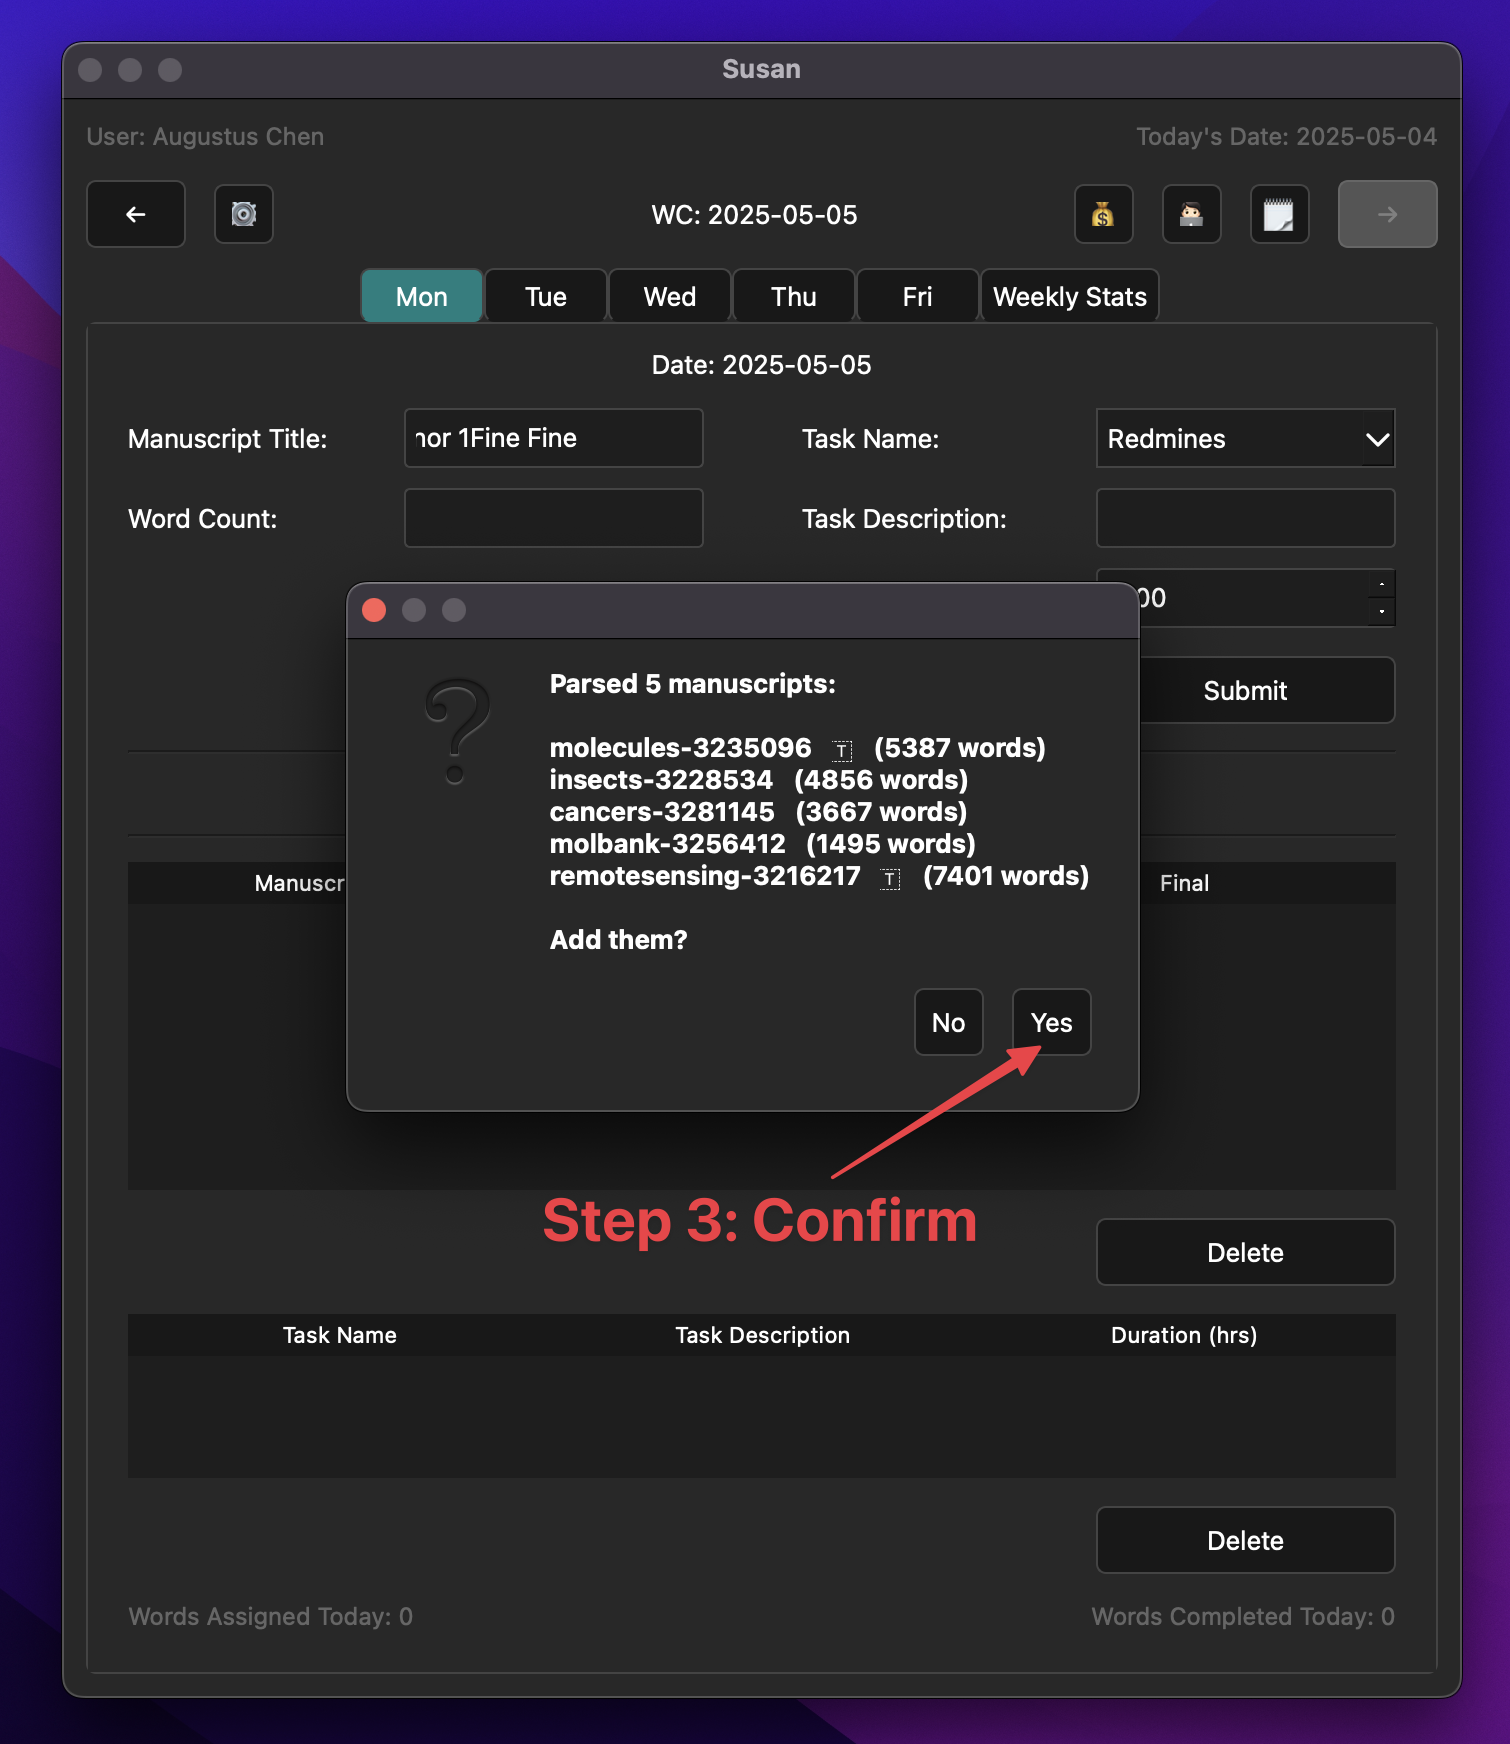 Susan
User: Augustus Chen
Today's Date: 2025-05-04
WC: 2025-05-05
Mon Tue Wed Thu Fri Weekly Stats
Date: 2025-05-05
Manuscript Title: nor 1Fine Fine Task Name: Redmines
Word Count: Task Description:
00
Submit
Parsed 5 manuscripts:
molecules-3235096 T (5387 words)
insects-3228534 (4856 words)
cancers-3281145 (3667 words)
molbank-3256412 (1495 words)
remotesensing-3216217 T (7401 words)
Add them?
No Yes
Manuscr Final
Step 3: Confirm
Delete
Task Name Task Description Duration (hrs)
Delete
Words Assigned Today: 0 Words Completed Today: 0